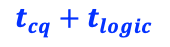 t_cq + t_logic